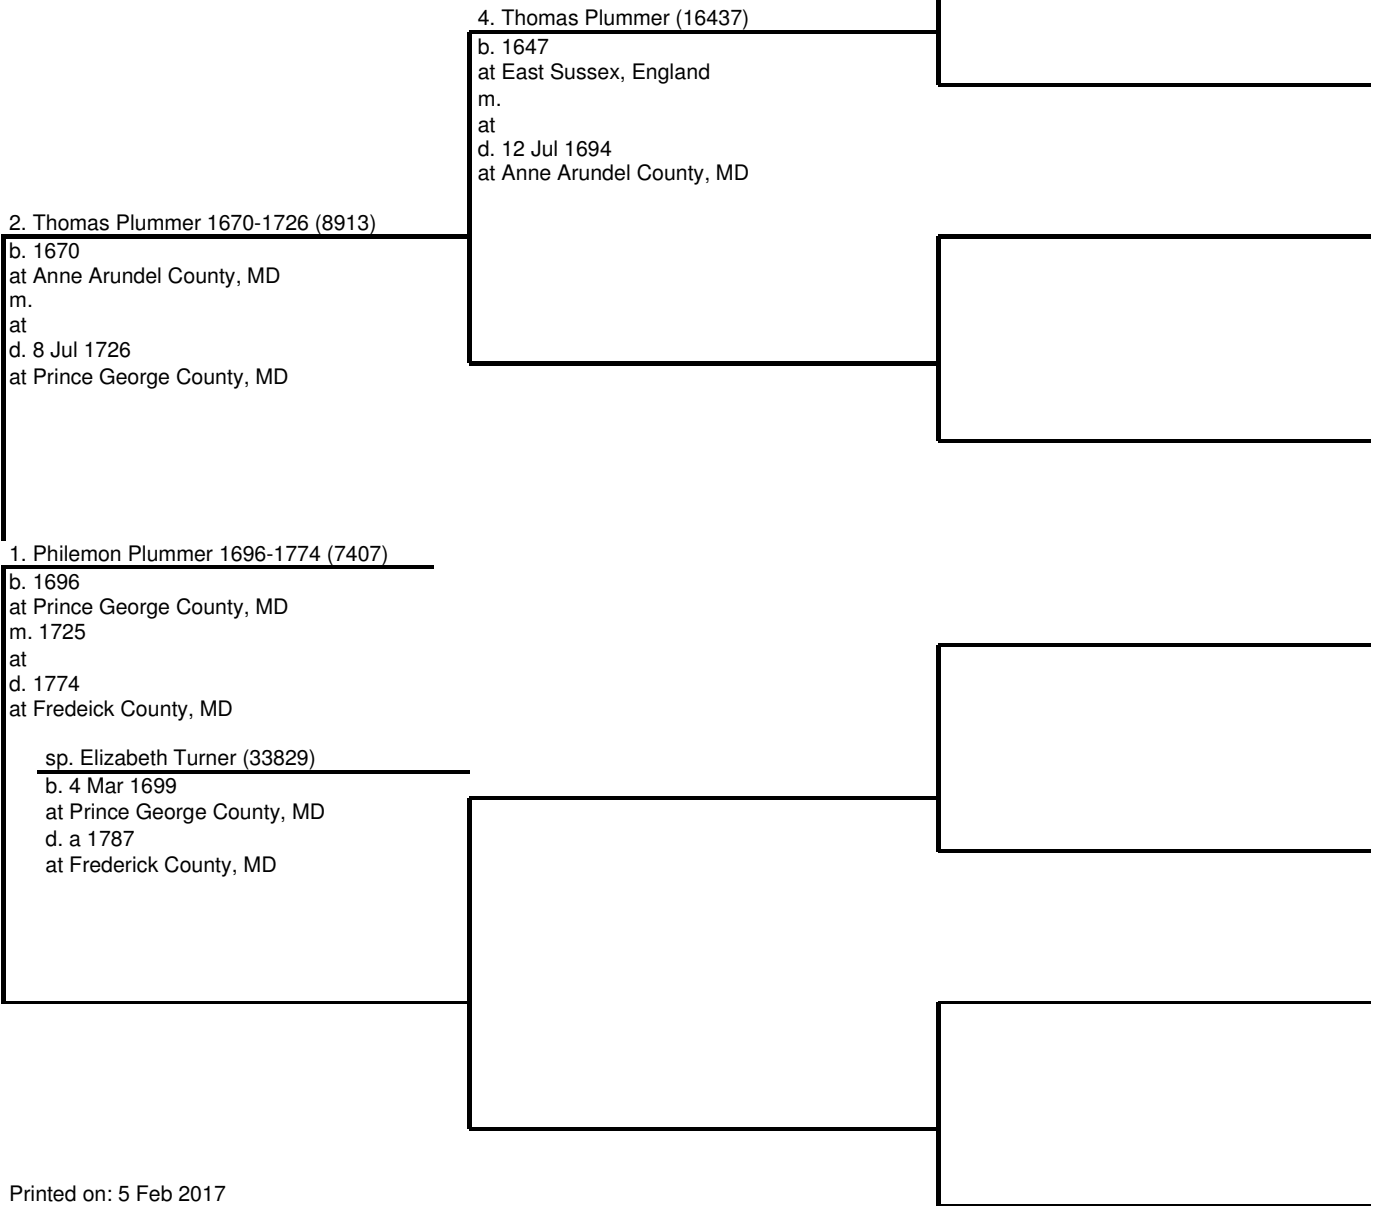 4. Thomas Plummer (16437)
b. 1647
at East Sussex, England
m.
at
d. 12 Jul 1694
at Anne Arundel County, MD
2. Thomas Plummer 1670-1726 (8913)
b. 1670
at Anne Arundel County, MD
m.
at
d. 8 Jul 1726
at Prince George County, MD
1. Philemon Plummer 1696-1774 (7407)
b. 1696
at Prince George County, MD
m. 1725
at
d. 1774
at Fredeick County, MD
sp. Elizabeth Turner (33829)
b. 4 Mar 1699
at Prince George County, MD
d. a 1787
at Frederick County, MD
Printed on: 5 Feb 2017